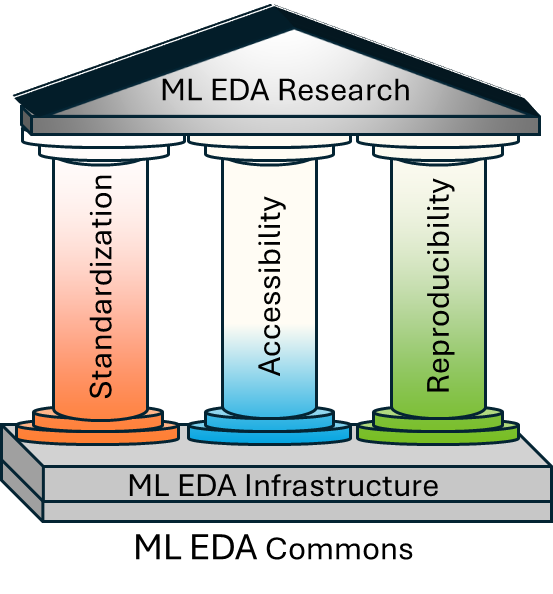 ML EDA Research
Standardization
Accessibility
Reproducibility
ML EDA Infrastructure
ML EDA Commons